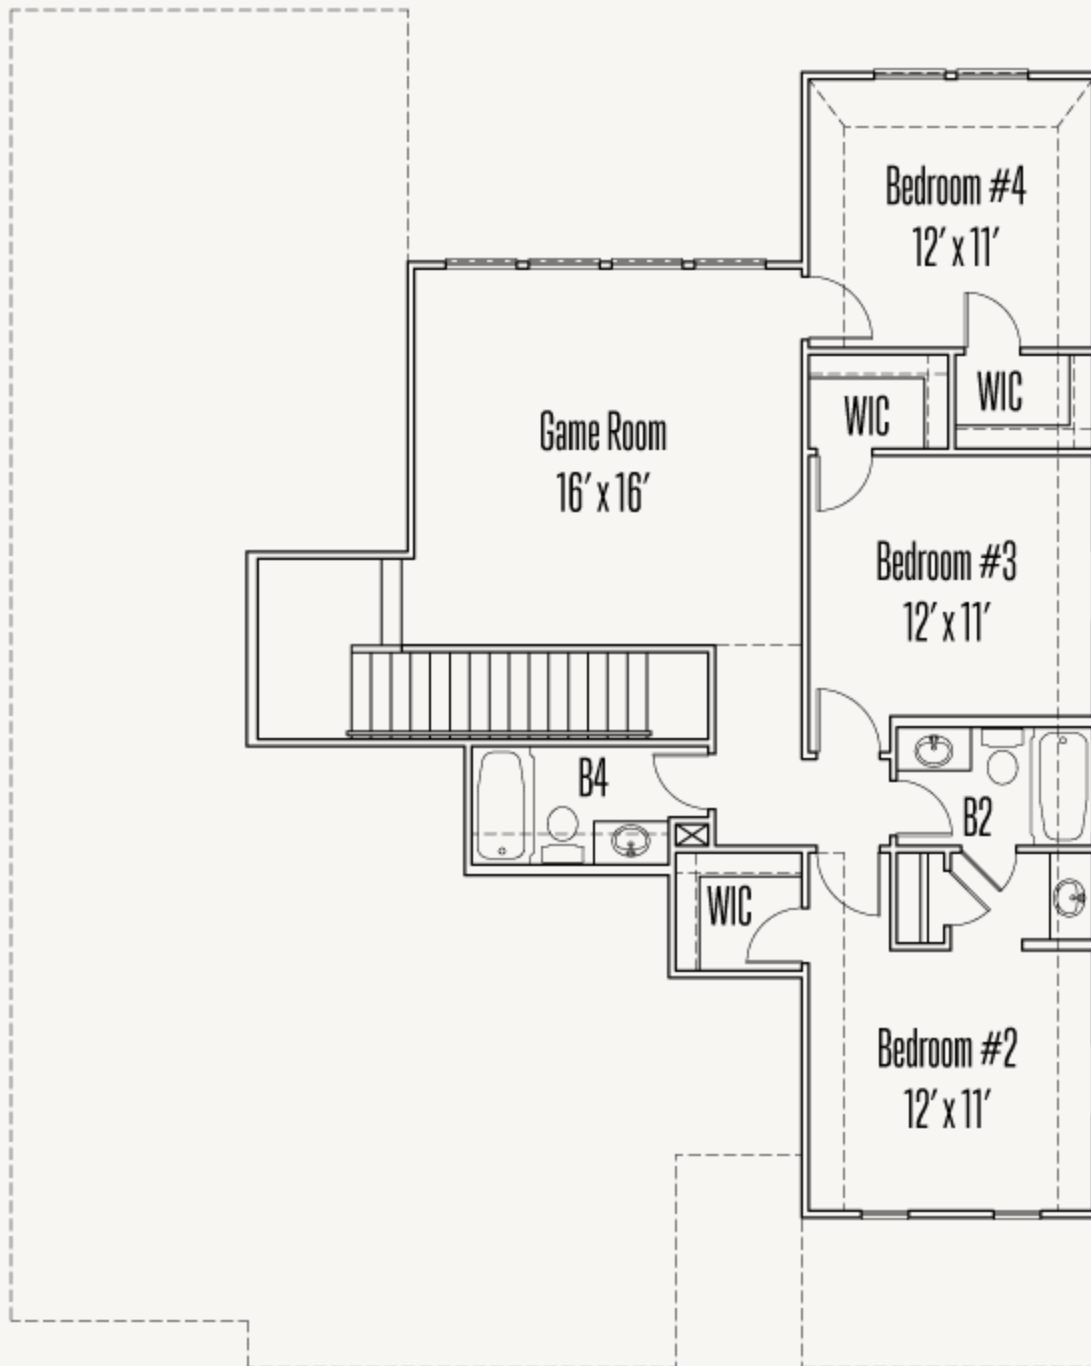 Bedroom #4
12' x 11'
WIC
WIC
Game Room
16' x 16'
Bedroom #3
12' x 11'
B4
B2
WIC
Bedroom #2
12' x 11'